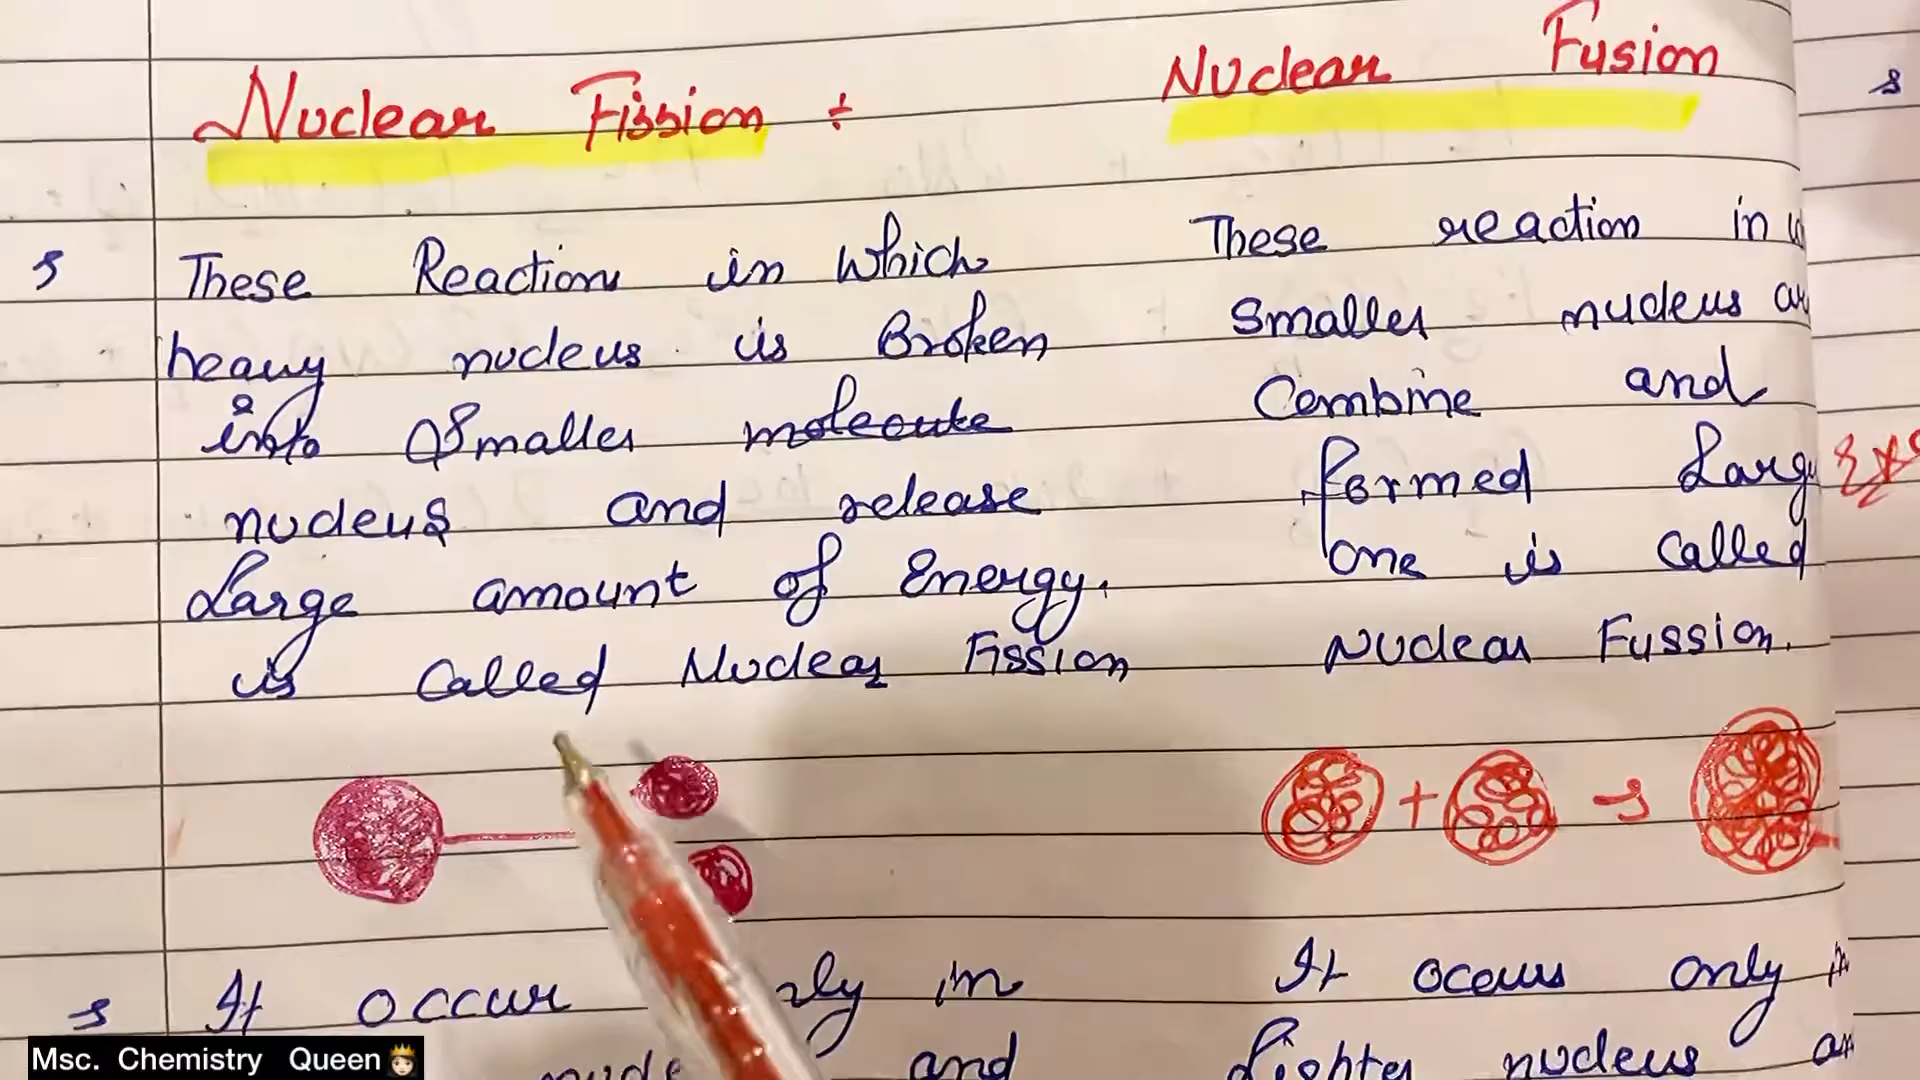 Nuclear Fission ÷
These Reaction in which
heavy nucleus is Broken
into Smaller molecule
nucleus and release
Large amount of Energy.
is Called Nuclear Fission
It occur in
and
Nuclear Fusion
These reaction in
Smaller nucleus
Combine and
formed
one is Called
Nuclear Fussion.
+
It occurs only in
Lighter nucleus
Msc. Chemistry Queen